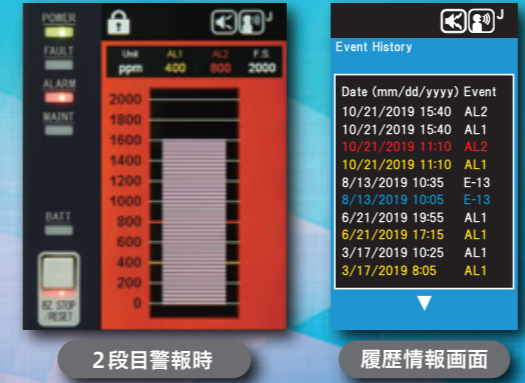 POWER
FAULT
ALARM
MAINT
BATT
BZ STOP
/RESET
Unit AL1 AL2 F.S.
ppm 400 800 2000
2000
1800
1600
1400
1200
1000
800
600
400
200
0
2段目警報時
J
Event History
Date (mm/dd/yyyy) Event
10/21/2019 15:40 AL2
10/21/2019 15:40 AL1
10/21/2019 11:10 AL2
10/21/2019 11:10 AL1
8/13/2019 10:35 E-13
8/13/2019 10:05 E-13
6/21/2019 19:55 AL1
6/21/2019 17:15 AL1
3/17/2019 10:25 AL1
3/17/2019 8:05 AL1
履歴情報画面